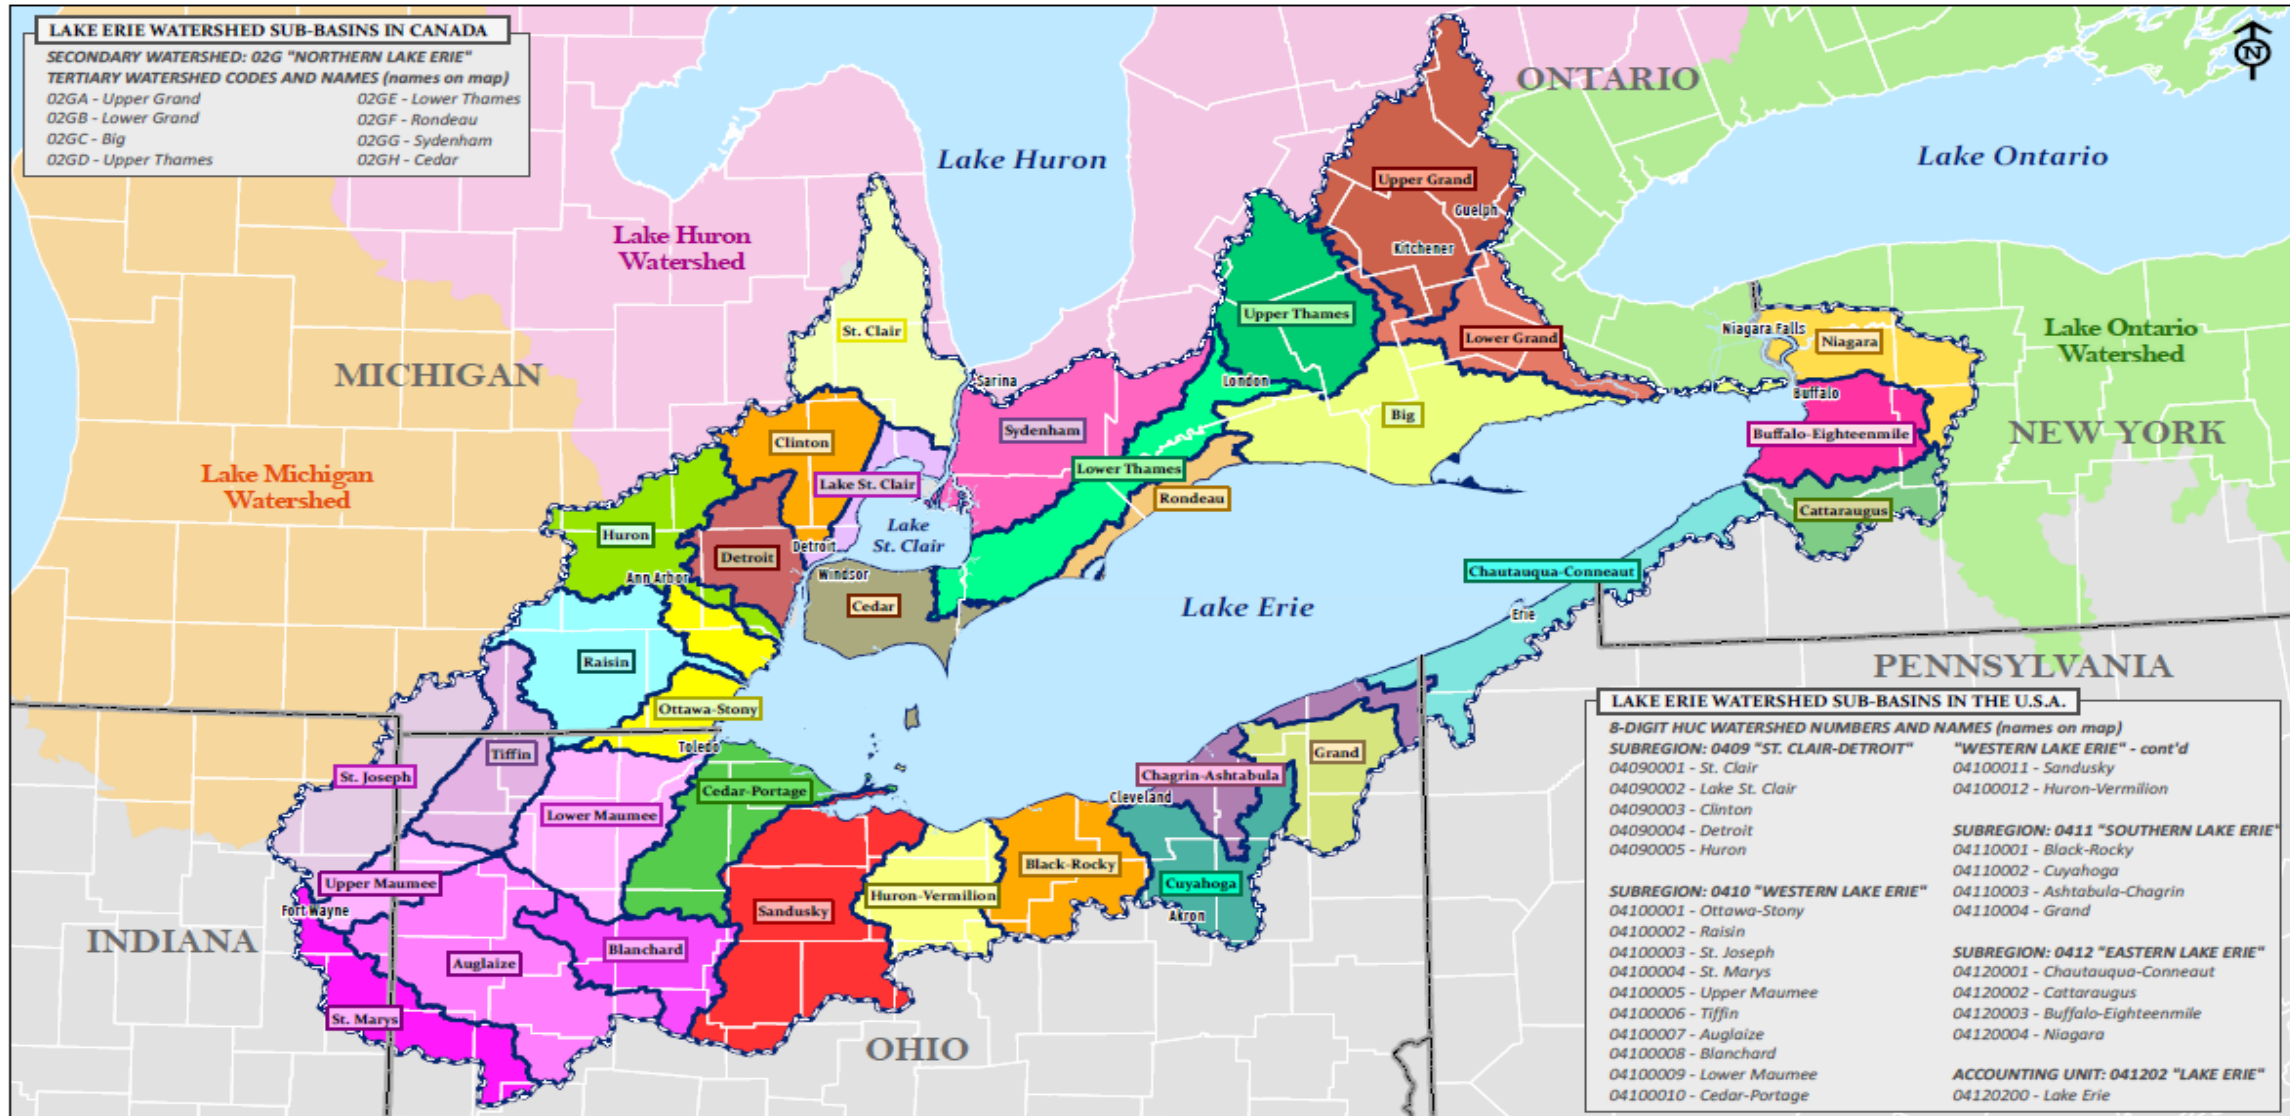 LAKE ERIE WATERSHED SUB-BASINS IN CANADA
SECONDARY WATERSHED: 02G "NORTHERN LAKE ERIE"
TERTIARY WATERSHED CODES AND NAMES (names on map)
02GA - Upper Grand
02GB - Lower Grand
02GC - Big
02GD - Upper Thames
02GE - Lower Thames
02GF - Rondeau
02GG - Sydenham
02GH - Cedar
N
ONTARIO
Lake Huron
Lake Ontario
Upper Grand
Guelph
Kitchener
Lake Huron
Watershed
St. Clair
Upper Thames
Lower Grand
Niagara Falls
Niagara
Lake Ontario
Watershed
MICHIGAN
Sarina
London
Buffalo
Big
Clinton
Sydenham
Buffalo-Eighteenmile
NEW YORK
Lake Michigan
Watershed
Lake St. Clair
Lower Thames
Rondeau
Cattaraugus
Huron
Lake
St. Clair
Detroit
Detroit
Ann Arbor
Windsor
Cedar
Chautauqua-Conneaut
Lake Erie
Erie
Raisin
PENNSYLVANIA
Ottawa-Stony
Toledo
Tiffin
St. Joseph
Grand
Chagrin-Ashtabula
Cedar-Portage
Cleveland
Lower Maumee
Black-Rocky
Upper Maumee
Cuyahoga
Huron-Vermilion
Fort Wayne
Sandusky
Akron
INDIANA
Blanchard
Auglaize
St. Marys
OHIO
LAKE ERIE WATERSHED SUB-BASINS IN THE U.S.A.
8-DIGIT HUC WATERSHED NUMBERS AND NAMES (names on map)
SUBREGION: 0409 "ST. CLAIR-DETROIT"
04090001 - St. Clair
04090002 - Lake St. Clair
04090003 - Clinton
04090004 - Detroit
04090005 - Huron
SUBREGION: 0410 "WESTERN LAKE ERIE"
04100001 - Ottawa-Stony
04100002 - Raisin
04100003 - St. Joseph
04100004 - St. Marys
04100005 - Upper Maumee
04100006 - Tiffin
04100007 - Auglaize
04100008 - Blanchard
04100009 - Lower Maumee
04100010 - Cedar-Portage
"WESTERN LAKE ERIE" - cont'd
04100011 - Sandusky
04100012 - Huron-Vermilion
SUBREGION: 0411 "SOUTHERN LAKE ERIE"
04110001 - Black-Rocky
04110002 - Cuyahoga
04110003 - Ashtabula-Chagrin
04110004 - Grand
SUBREGION: 0412 "EASTERN LAKE ERIE"
04120001 - Chautauqua-Conneaut
04120002 - Cattaraugus
04120003 - Buffalo-Eighteenmile
04120004 - Niagara
ACCOUNTING UNIT: 041202 "LAKE ERIE"
04120200 - Lake Erie